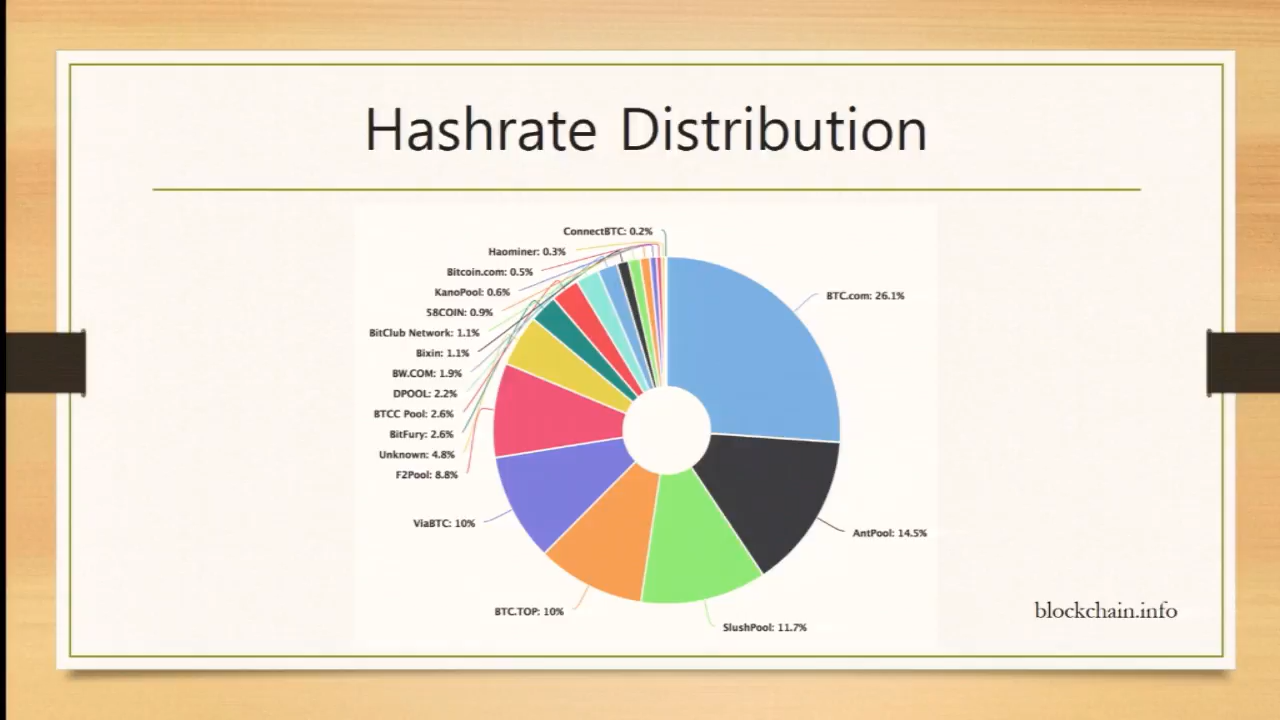 Hashrate Distribution
ConnectBTC: 0.2%
Haominer: 0.3%
Bitcoin.com: 0.5%
KanoPool: 0.6%
58COIN: 0.9%
BitClub Network: 1.1%
Bixin: 1.1%
BW.COM: 1.9%
DPOOL: 2.2%
BTCC Pool: 2.6%
BitFury: 2.6%
Unknown: 4.8%
F2Pool: 8.8%
ViaBTC: 10%
BTC.TOP: 10%
SlushPool: 11.7%
AntPool: 14.5%
BTC.com: 26.1%
blockchain.info